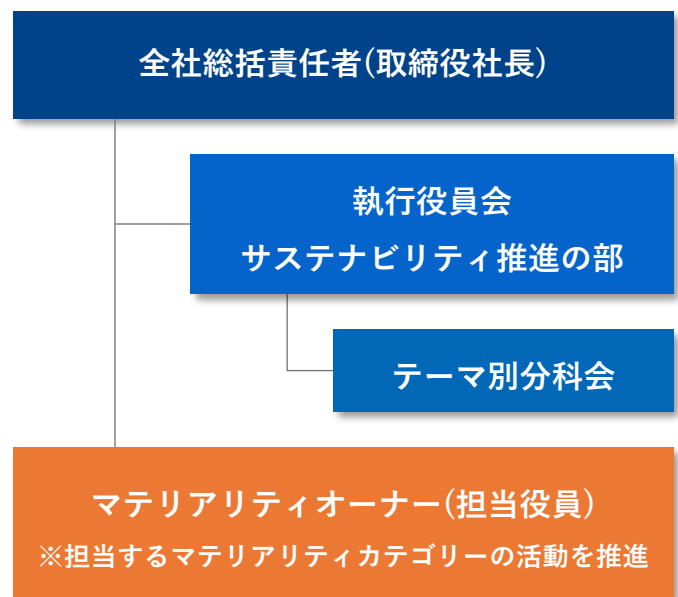 全社総括責任者(取締役社長)
執行役員会
サステナビリティ推進の部
テーマ別分科会
マテリアリティオーナー(担当役員)
※担当するマテリアリティカテゴリーの活動を推進